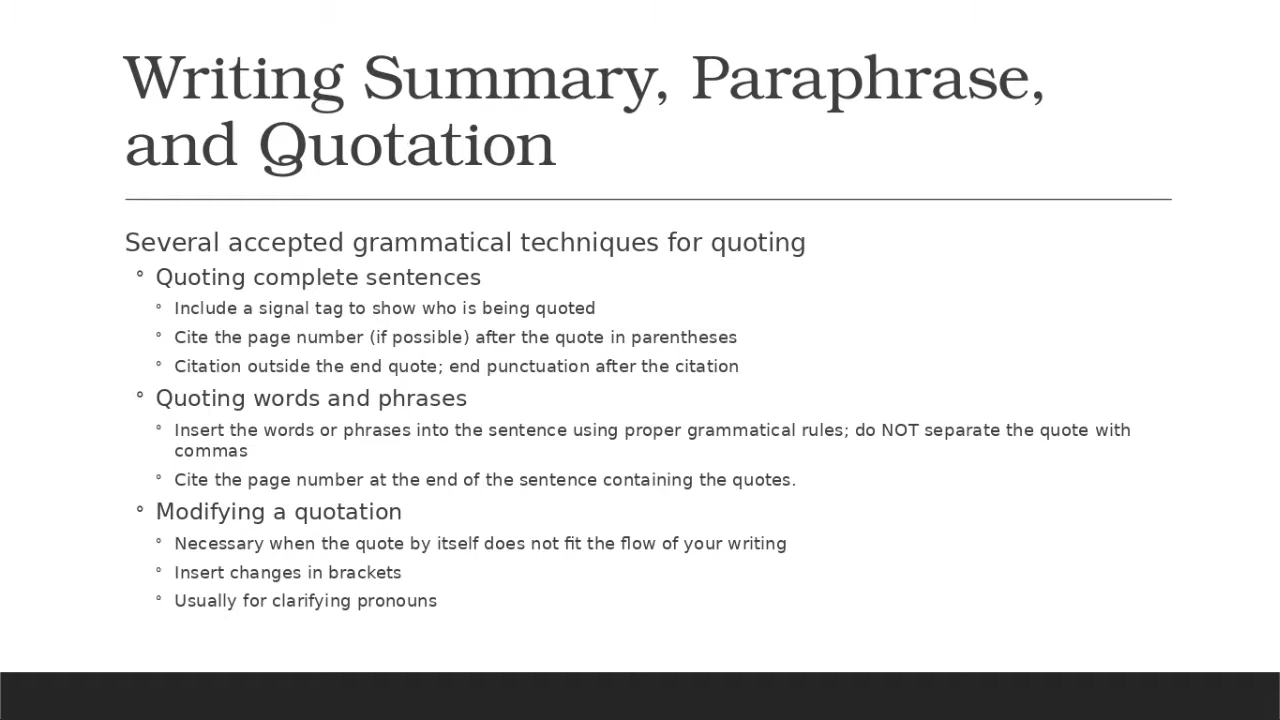 Writing Summary, Paraphrase,
and Quotation
Several accepted grammatical techniques for quoting
° Quoting complete sentences
° Include a signal tag to show who is being quoted
° Cite the page number (if possible) after the quote in parentheses
° Citation outside the end quote; end punctuation after the citation
° Quoting words and phrases
° Insert the words or phrases into the sentence using proper grammatical rules; do NOT separate the quote with
commas
° Cite the page number at the end of the sentence containing the quotes.
° Modifying a quotation
° Necessary when the quote by itself does not fit the flow of your writing
° Insert changes in brackets
° Usually for clarifying pronouns